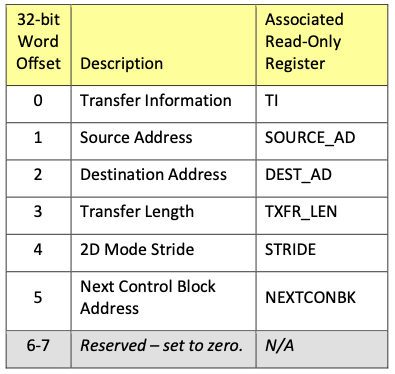 32-bit Word Offset Description Associated Read-Only Register
0 Transfer Information TI
1 Source Address SOURCE_AD
2 Destination Address DEST_AD
3 Transfer Length TXFR_LEN
4 2D Mode Stride STRIDE
5 Next Control Block Address NEXTCONBK
6-7 Reserved – set to zero. N/A